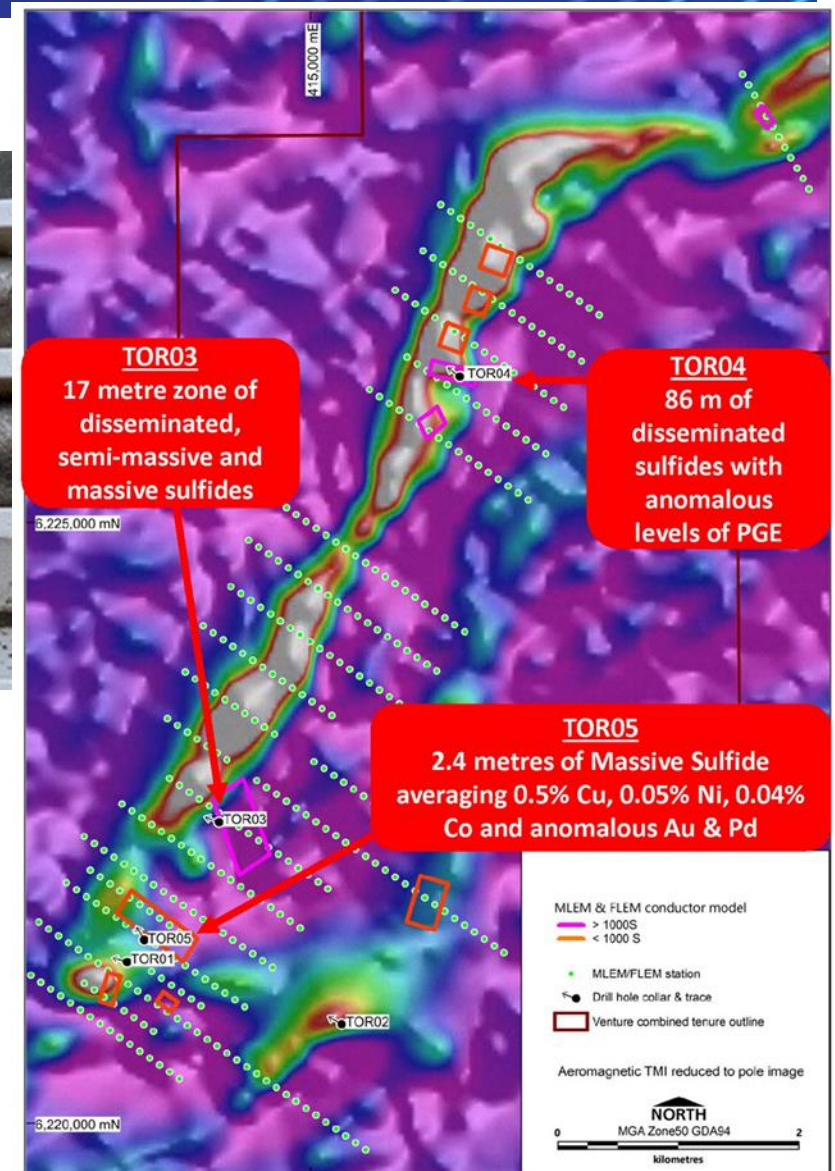 415,000 mE
TOR04
TOR03
17 metre zone of
disseminated,
semi-massive and
massive sulfides
TOR04
86 m of
disseminated
sulfides with
anomalous
levels of PGE
6,225,000 mN
TOR05
2.4 metres of Massive Sulfide
averaging 0.5% Cu, 0.05% Ni, 0.04%
Co and anomalous Au & Pd
TOR03
TOR05
TOR01
TOR02
6,220,000 mN
MLEM & FLEM conductor model
> 1000S
< 1000 S
MLEM/FLEM station
Drill hole collar & trace
Venture combined tenure outline
Aeromagnetic TMI reduced to pole image
NORTH
MGA Zone50 GDA94
0 2
kilometres